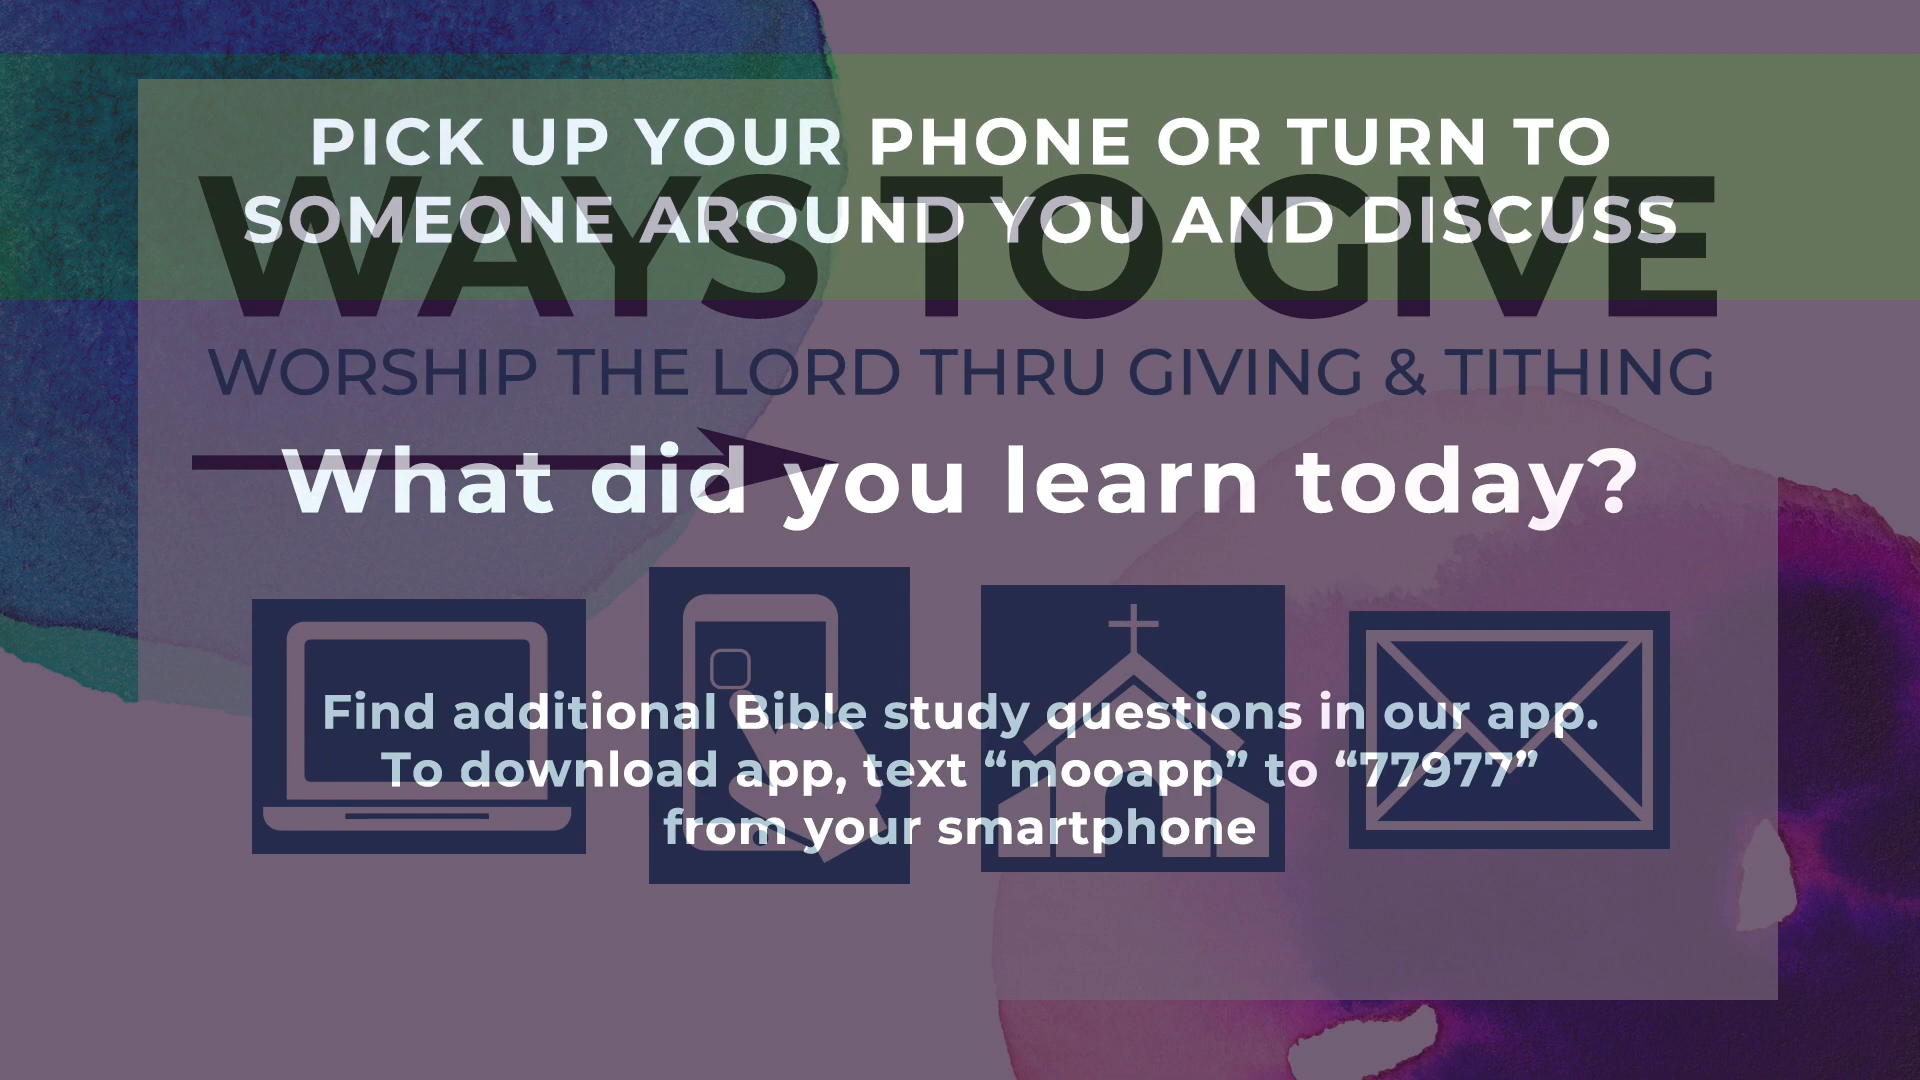 PICK UP YOUR PHONE OR TURN TO
SOMEONE AROUND YOU AND DISCUSS
WAYS TO GIVE
WORSHIP THE LORD THRU GIVING & TITHING
What did you learn today?
Find additional Bible study questions in our app.
To download app, text “mooapp” to “77977”
from your smartphone